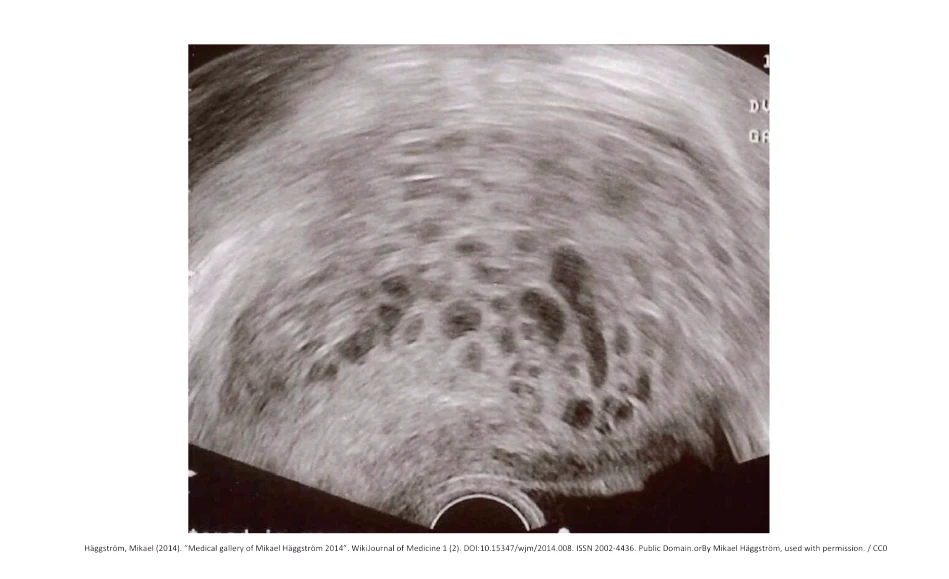 Häggström, Mikael (2014). "Medical gallery of Mikael Häggström 2014". WikiJournal of Medicine 1 (2). DOI:10.15347/wjm/2014.008. ISSN 2002-4436. Public Domain.orBy Mikael Häggström, used with permission. / CC0